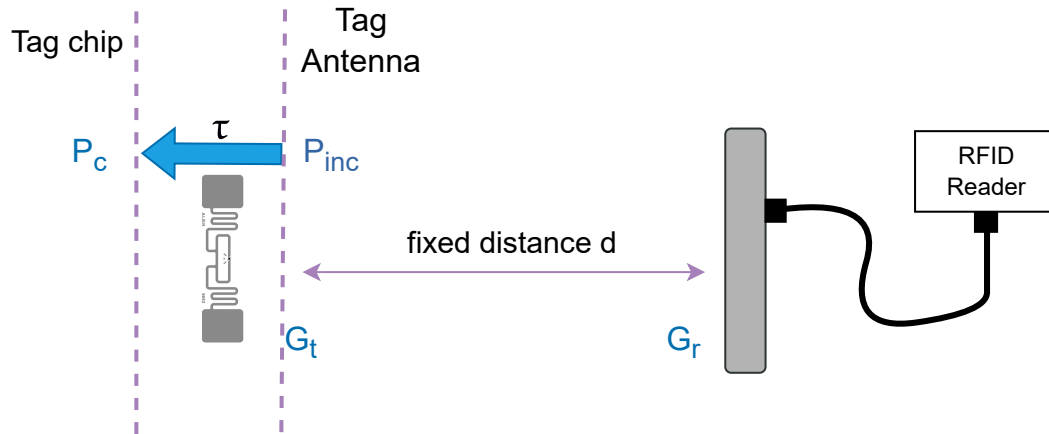 Tag chip
Tag
Antenna
τ
P_c
P_inc
RFID
Reader
fixed distance d
G_t
G_r